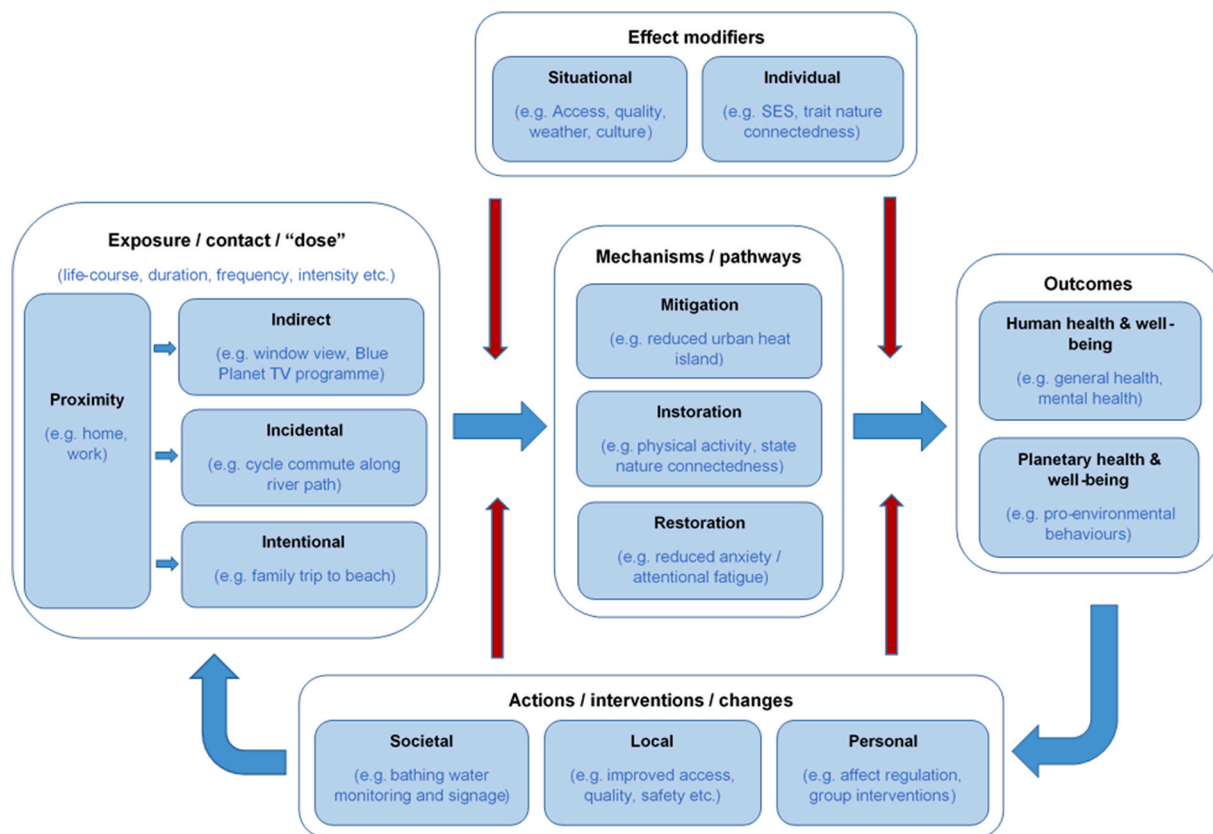 Effect modifiers
Situational
(e.g. Access, quality,
weather, culture)
Individual
(e.g. SES, trait nature
connectedness)
Exposure / contact / “dose”
(life-course, duration, frequency, intensity etc.)
Proximity
(e.g. home,
work)
Indirect
(e.g. window view, Blue
Planet TV programme)
Incidental
(e.g. cycle commute along
river path)
Intentional
(e.g. family trip to beach)
Mechanisms / pathways
Mitigation
(e.g. reduced urban heat
island)
Instoration
(e.g. physical activity, state
nature connectedness)
Restoration
(e.g. reduced anxiety /
attentional fatigue)
Outcomes
Human health & well-
being
(e.g. general health,
mental health)
Planetary health &
well-being
(e.g. pro-environmental
behaviours)
Actions / interventions / changes
Societal
(e.g. bathing water
monitoring and signage)
Local
(e.g. improved access,
quality, safety etc.)
Personal
(e.g. affect regulation,
group interventions)